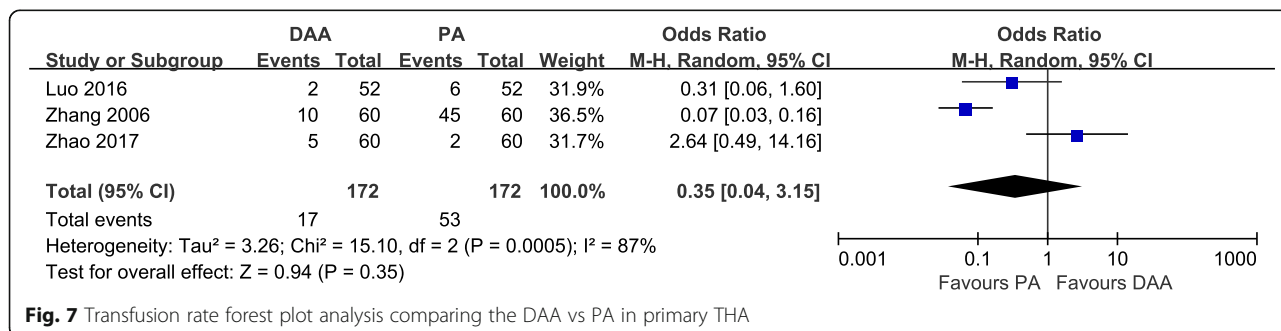 DAA PA Odds Ratio Odds Ratio
Study or Subgroup Events Total Events Total Weight M-H, Random, 95% CI M-H, Random, 95% CI
Luo 2016 2 52 6 52 31.9% 0.31 [0.06, 1.60]
Zhang 2006 10 60 45 60 36.5% 0.07 [0.03, 0.16]
Zhao 2017 5 60 2 60 31.7% 2.64 [0.49, 14.16]
Total (95% CI) 172 172 100.0% 0.35 [0.04, 3.15]
Total events 17 53
Heterogeneity: Tau² = 3.26; Chi² = 15.10, df = 2 (P = 0.0005); I² = 87%
Test for overall effect: Z = 0.94 (P = 0.35)
0.001 0.1 1 10 1000
Favours PA Favours DAA
Fig. 7 Transfusion rate forest plot analysis comparing the DAA vs PA in primary THA